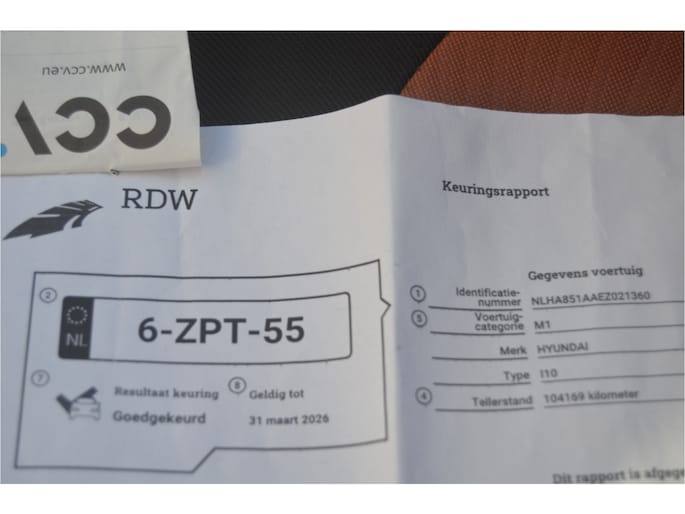 www.ccv.eu
ccv
RDW
Keuringsrapport
Gegevens voertuig
1 Identificatie-
nummer NLHA851AAEZ021360
5 Voertuig-
categorie M1
Merk HYUNDAI
Type I10
4 Tellerstand 104169 kilometer
2
NL 6-ZPT-55
7 Resultaat keuring 8 Geldig tot
Goedgekeurd 31 maart 2026
Dit rapport is afgege